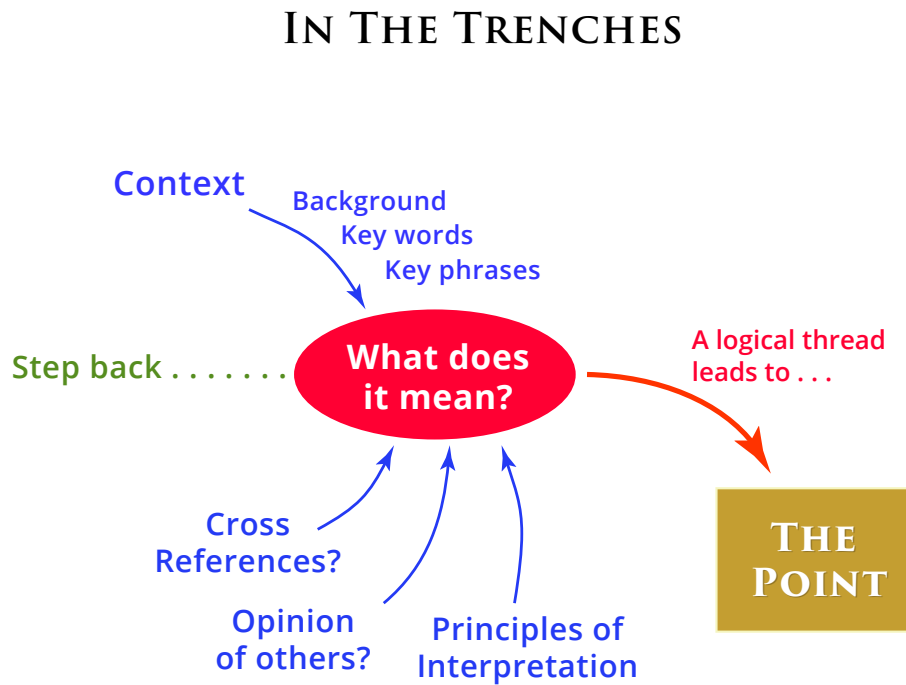 In The Trenches
Context
Background
Key words
Key phrases
Step back . . . . . . .
What does
it mean?
A logical thread
leads to . . .
The
Point
Cross
References?
Opinion
of others?
Principles of
Interpretation